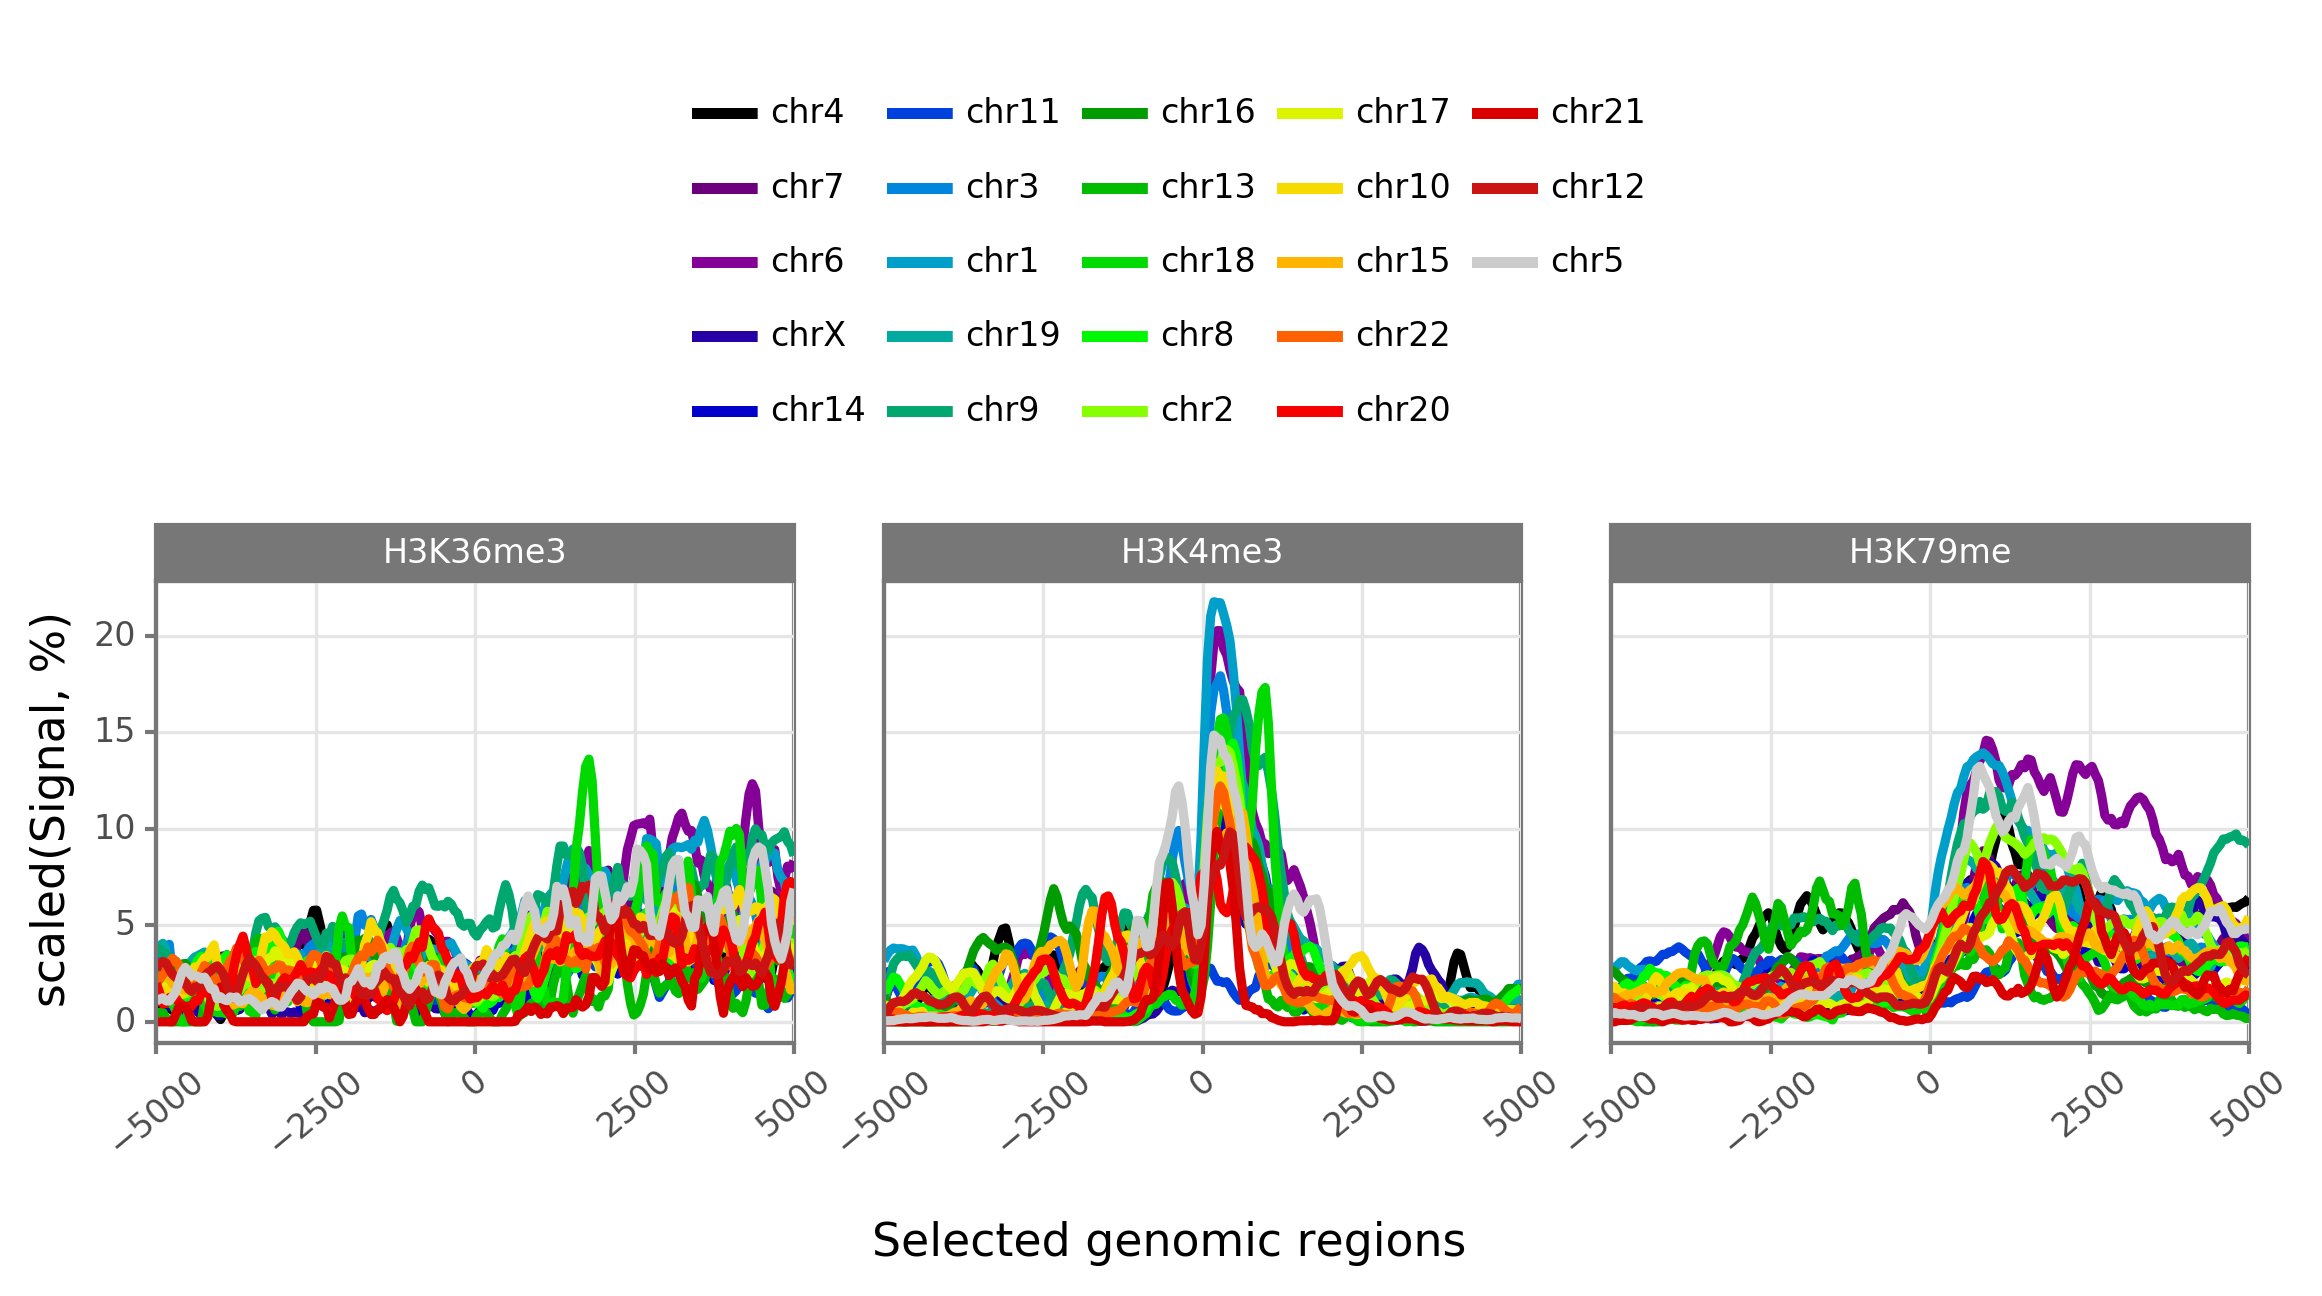 chr4 chr11 chr16 chr17 chr21
chr7 chr3 chr13 chr10 chr12
chr6 chr1 chr18 chr15 chr5
chrX chr19 chr8 chr22
chr14 chr9 chr2 chr20
H3K36me3 H3K4me3 H3K79me
scaled(Signal, %)
20
15
10
5
0
−5000 −2500 0 2500 5000 −5000 −2500 0 2500 5000 −5000 −2500 0 2500 5000
Selected genomic regions